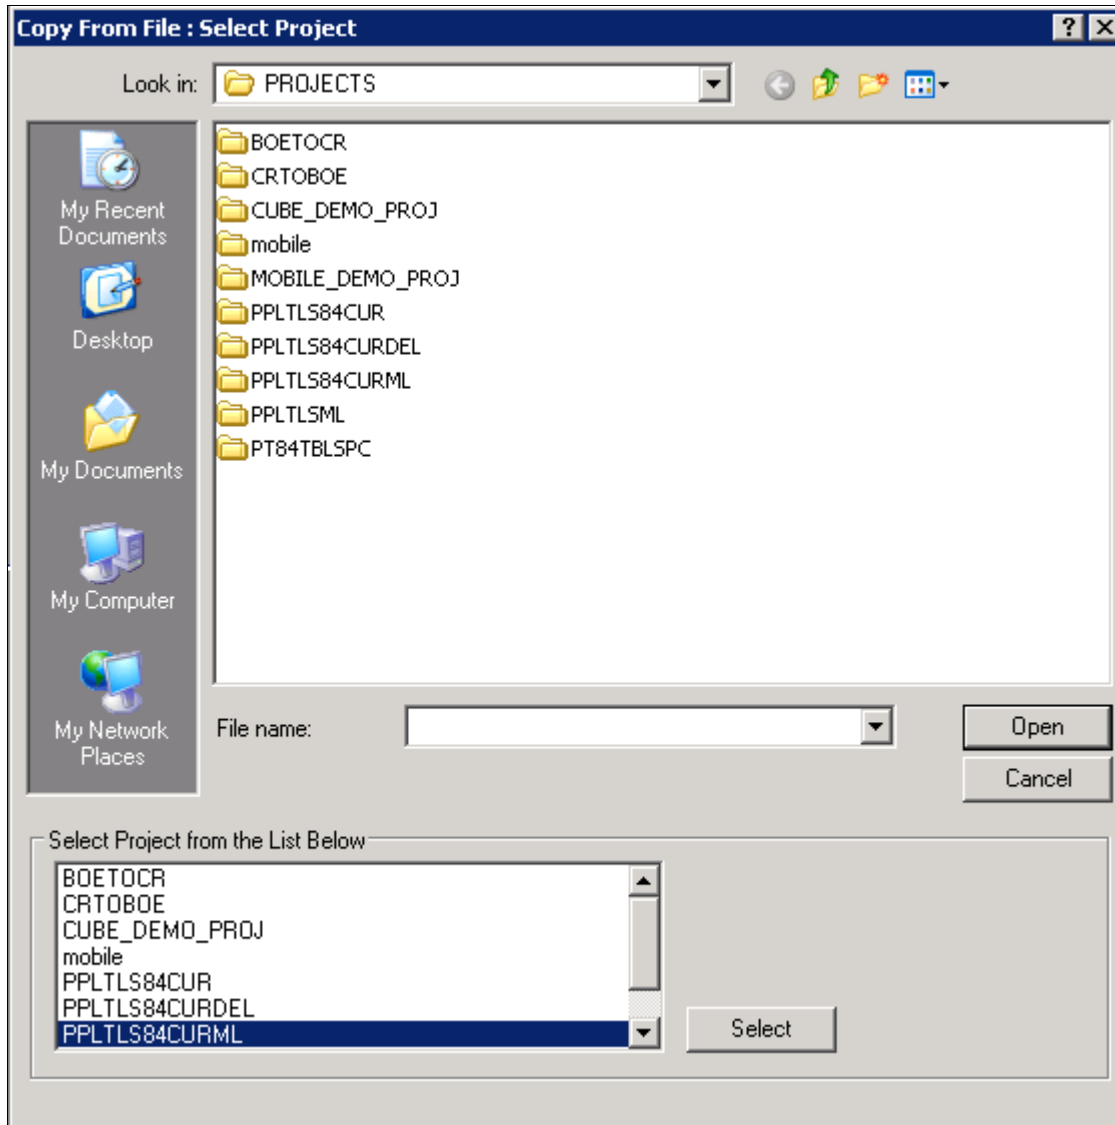 Copy From File : Select Project
Look in:
PROJECTS
My Recent
Documents
Desktop
My Documents
My Computer
My Network
Places
BOETOCR
CRTOBOE
CUBE_DEMO_PROJ
mobile
MOBILE_DEMO_PROJ
PPLTLS84CUR
PPLTLS84CURDEL
PPLTLS84CURML
PPLTLSML
PT84TBLSPC
File name:
Open
Cancel
Select Project from the List Below
BOETOCR
CRTOBOE
CUBE_DEMO_PROJ
mobile
PPLTLS84CUR
PPLTLS84CURDEL
PPLTLS84CURML
Select